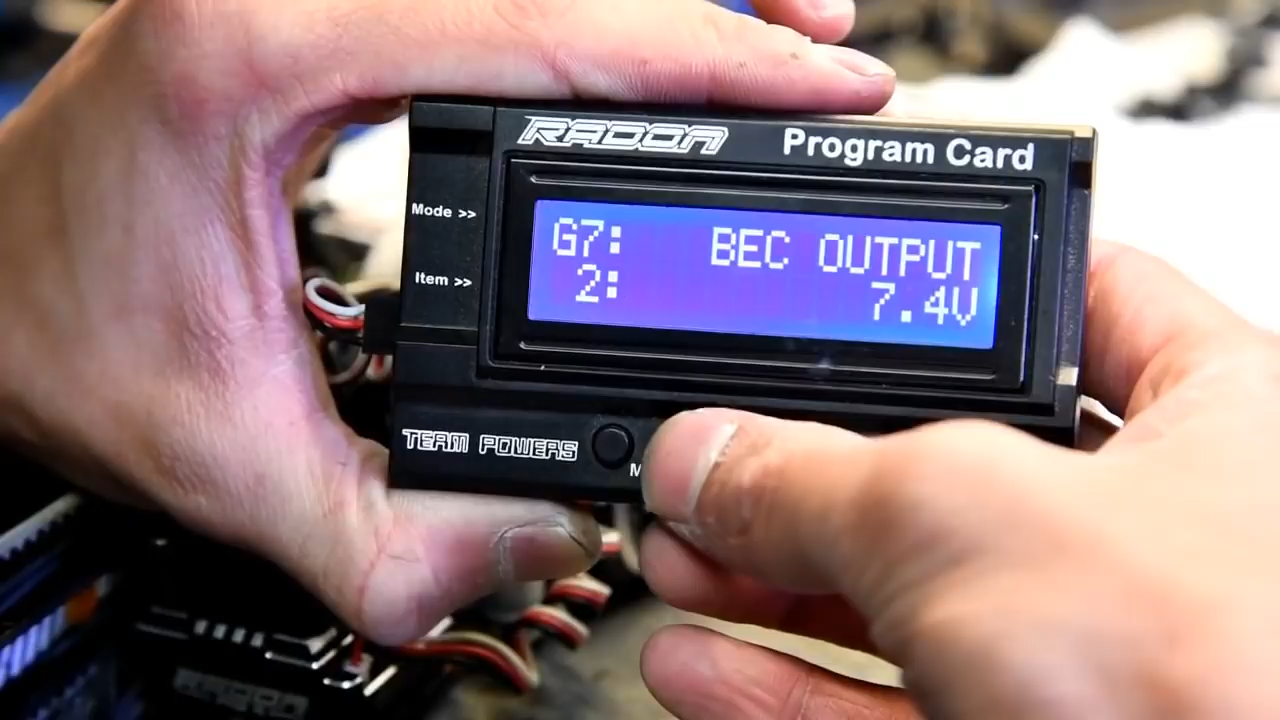 RADON Program Card
Mode >>
G7: BEC OUTPUT
Item >>
2: 7.4V
TEAM POWERS